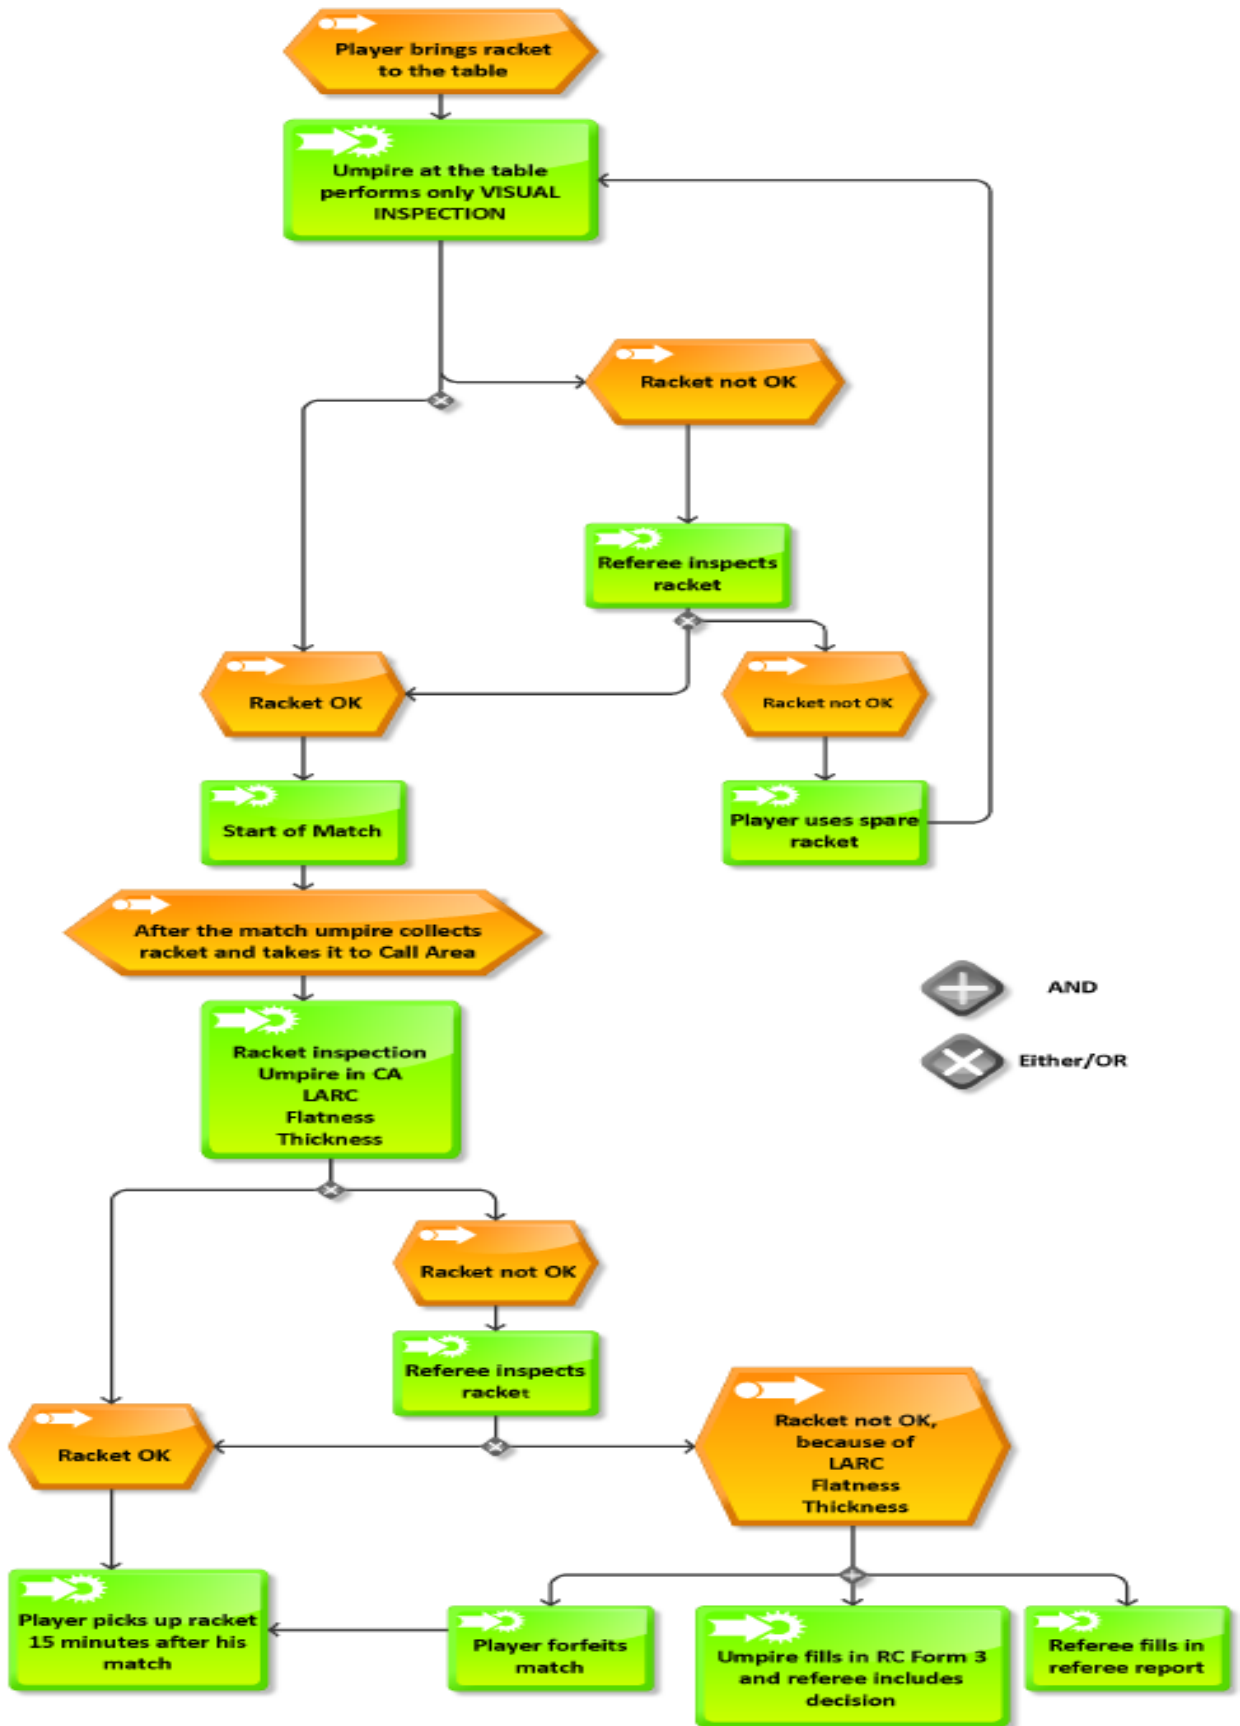 Player brings racket
to the table
Umpire at the table
performs only VISUAL
INSPECTION
Racket not OK
Referee inspects
racket
Racket OK
Racket not OK
Start of Match
Player uses spare
racket
After the match umpire collects
racket and takes it to Call Area
AND
Either/OR
Racket inspection
Umpire in CA
LARC
Flatness
Thickness
Racket not OK
Referee inspects
racket
Racket OK
Racket not OK,
because of
LARC
Flatness
Thickness
Player picks up racket
15 minutes after his
match
Player forfeits
match
Umpire fills in RC Form 3
and referee includes
decision
Referee fills in
referee report